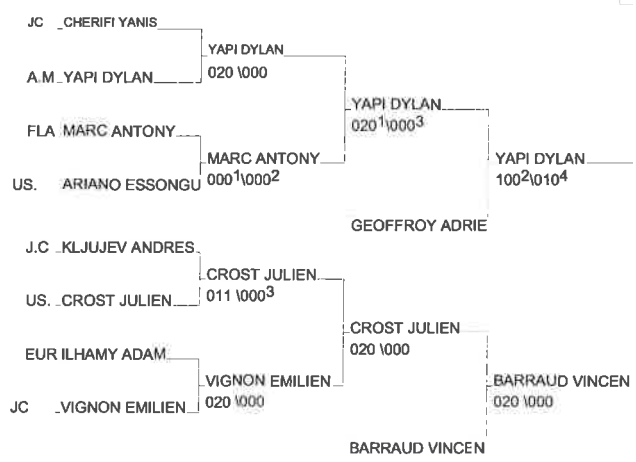 JC CHERIFI YANIS
YAPI DYLAN
020 \000
A.M YAPI DYLAN
YAPI DYLAN
020¹\000³
FLA MARC ANTONY
MARC ANTONY
000¹\000²
YAPI DYLAN
100²\010⁴
US. ARIANO ESSONGU
GEOFFROY ADRIE
J.C KLJUJEV ANDRES
CROST JULIEN
011 \000³
US. CROST JULIEN
CROST JULIEN
020 \000
EUR ILHAMY ADAM
VIGNON EMILIEN
020 \000
BARRAUD VINCEN
020 \000
JC VIGNON EMILIEN
BARRAUD VINCEN